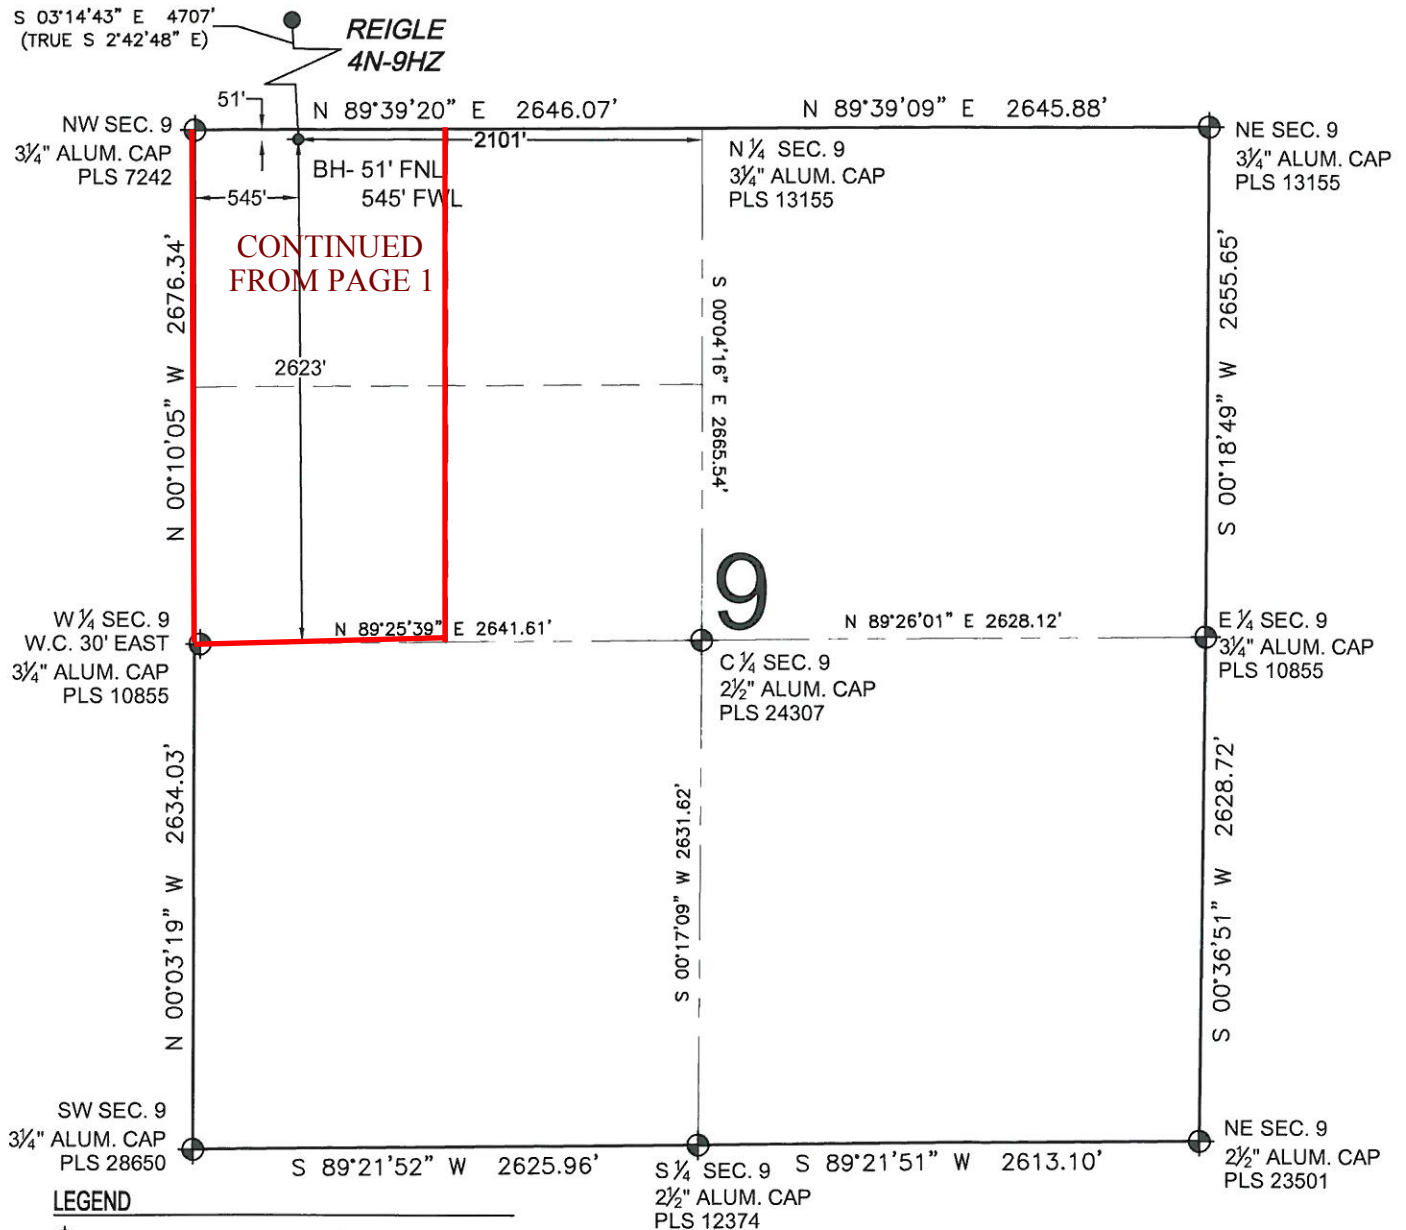 S 03°14'43" E 4707'
(TRUE S 2°42'48" E)
REIGLE
4N-9HZ
51'
N 89°39'20" E 2646.07'
N 89°39'09" E 2645.88'
NW SEC. 9
3¼" ALUM. CAP
PLS 7242
2101'
BH- 51' FNL
545' FWL
545'
N ¼ SEC. 9
3¼" ALUM. CAP
PLS 13155
NE SEC. 9
3¼" ALUM. CAP
PLS 13155
CONTINUED
FROM PAGE 1
N 00°10'05" W 2676.34'
2623'
S 00°04'16" E 2665.54'
S 00°18'49" W 2655.65'
9
W ¼ SEC. 9
W.C. 30' EAST
3¼" ALUM. CAP
PLS 10855
N 89°25'39" E 2641.61'
N 89°26'01" E 2628.12'
C ¼ SEC. 9
2½" ALUM. CAP
PLS 24307
E ¼ SEC. 9
3¼" ALUM. CAP
PLS 10855
N 00°03'19" W 2634.03'
S 00°17'09" W 2631.62'
S 00°36'51" W 2628.72'
SW SEC. 9
3¼" ALUM. CAP
PLS 28650
S 89°21'52" W 2625.96'
S ¼ SEC. 9
2½" ALUM. CAP
PLS 12374
S 89°21'51" W 2613.10'
NE SEC. 9
2½" ALUM. CAP
PLS 23501
LEGEND